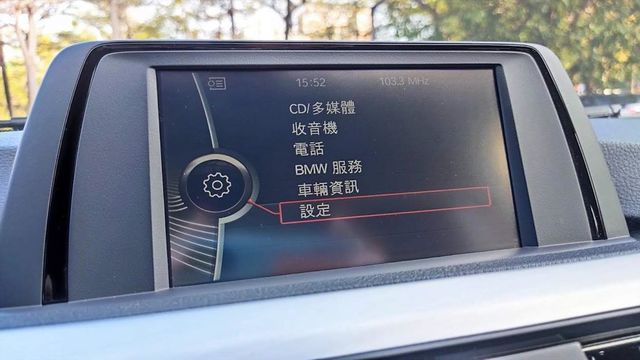 15:52 103.3 MHz
CD/多媒體
收音機
電話
BMW 服務
車輛資訊
設定